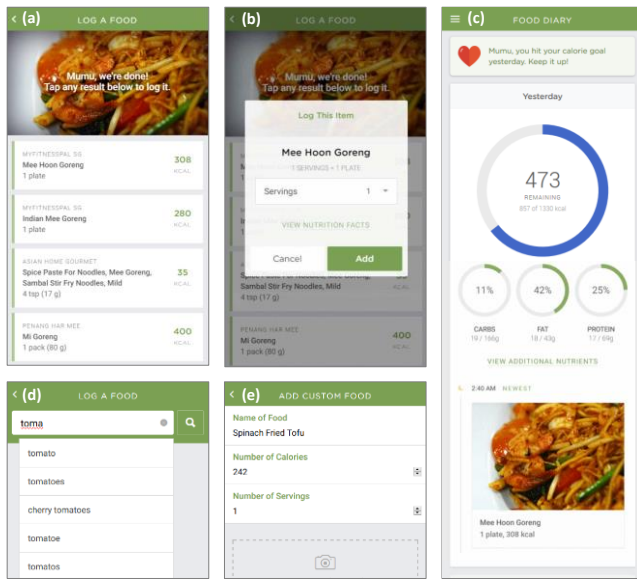 (a) LOG A FOOD
Mumu, we're done!
Tap any result below to log it.
MYFITNESSPAL SG
Mee Hoon Goreng
1 plate
308
KCAL
MYFITNESSPAL SG
Indian Mee Goreng
1 plate
280
KCAL
ASIAN HOME GOURMET
Spice Paste For Noodles, Mee Goreng,
Sambal Stir Fry Noodles, Mild
4 tsp (17 g)
35
KCAL
PENANG HAR MEE
Mi Goreng
1 pack (80 g)
400
KCAL
(b) LOG A FOOD
Mumu, we're done!
Tap any result below to log it.
Log This Item
Mee Hoon Goreng
1 SERVINGS • 1 PLATE
Servings 1
VIEW NUTRITION FACTS
Cancel Add
Sambal Stir Fry Noodles, Mild
4 tsp (17 g)
KCAL
PENANG HAR MEE
Mi Goreng
1 pack (80 g)
400
KCAL
(c) FOOD DIARY
Mumu, you hit your calorie goal
yesterday. Keep it up!
Yesterday
473
REMAINING
857 of 1330 kcal
11% 42% 25%
CARBS FAT PROTEIN
19 / 166g 18 / 43g 17 / 69g
VIEW ADDITIONAL NUTRIENTS
2:40 AM NEWEST
Mee Hoon Goreng
1 plate, 308 kcal
(d) LOG A FOOD
toma
tomato
tomatoes
cherry tomatoes
tomatoe
tomatos
(e) ADD CUSTOM FOOD
Name of Food
Spinach Fried Tofu
Number of Calories
242
Number of Servings
1